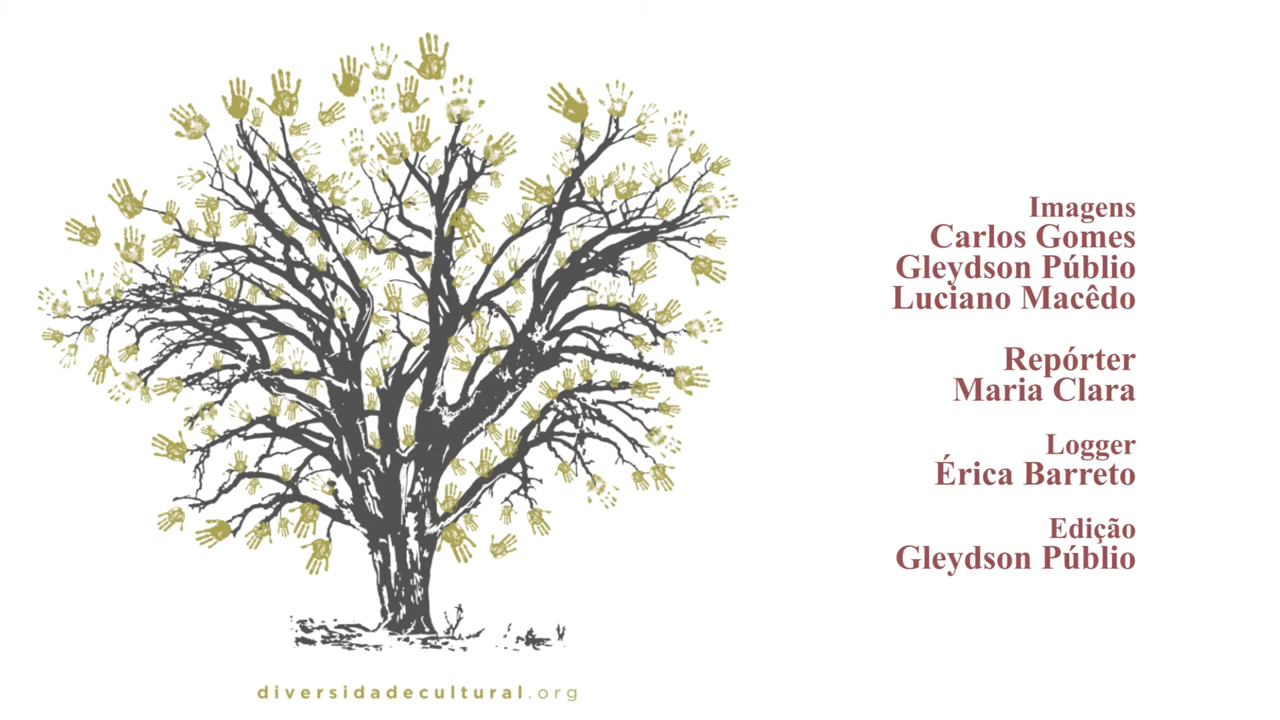 Imagens
Carlos Gomes
Gleydson Públio
Luciano Macêdo
Repórter
Maria Clara
Logger
Érica Barreto
Edição
Gleydson Públio
diversidadecultural.org